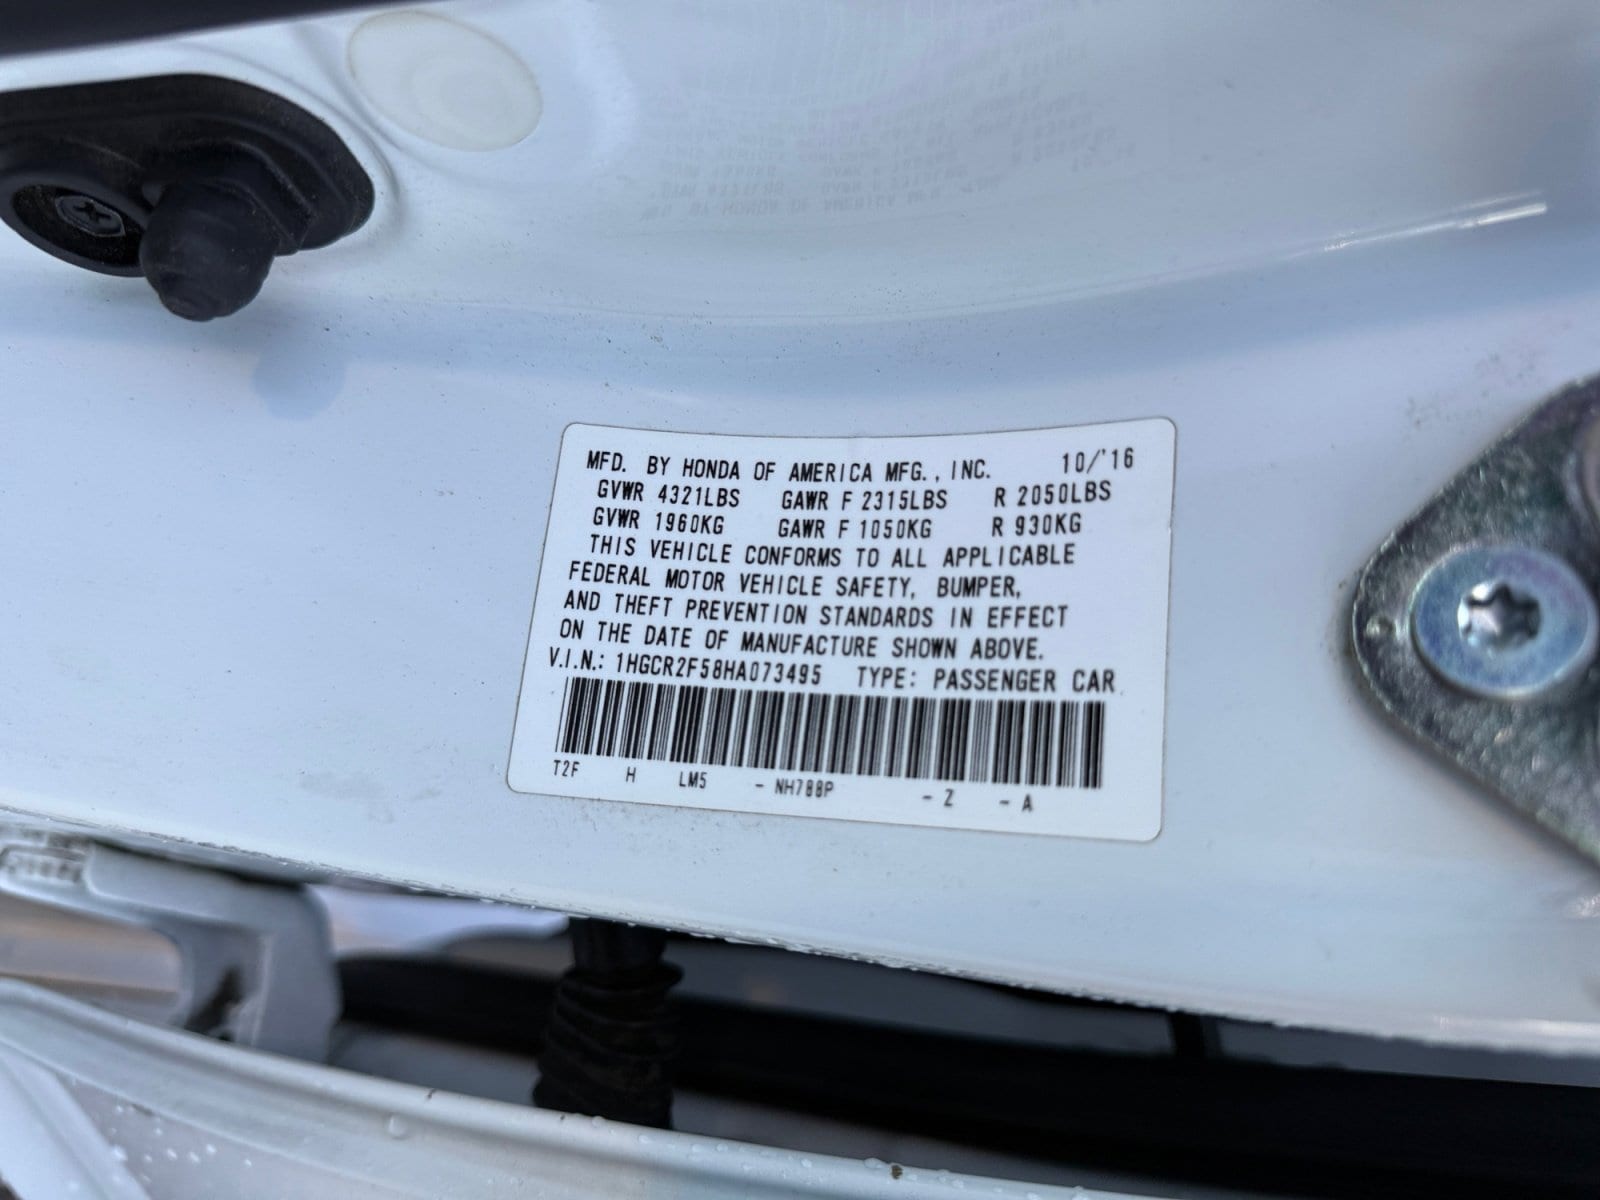 MFD. BY HONDA OF AMERICA MFG., INC. 10/'16
GVWR 4321LBS GAWR F 2315LBS R 2050LBS
GVWR 1960KG GAWR F 1050KG R 930KG
THIS VEHICLE CONFORMS TO ALL APPLICABLE
FEDERAL MOTOR VEHICLE SAFETY, BUMPER,
AND THEFT PREVENTION STANDARDS IN EFFECT
ON THE DATE OF MANUFACTURE SHOWN ABOVE.
V.I.N.: 1HGCR2F58HA073495 TYPE: PASSENGER CAR
T2F H LM5 - NH788P - Z - A